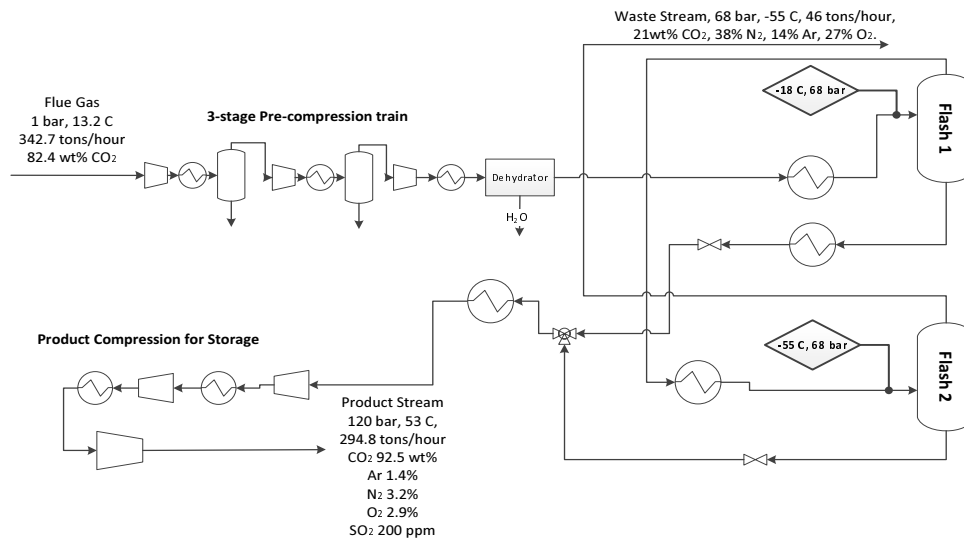 Waste Stream, 68 bar, -55 C, 46 tons/hour,
21wt% CO₂, 38% N₂, 14% Ar, 27% O₂.
Flue Gas
1 bar, 13.2 C
342.7 tons/hour
82.4 wt% CO₂
3-stage Pre-compression train
-18 C, 68 bar
Flash 1
Dehydrator
H₂O
Product Compression for Storage
-55 C, 68 bar
Flash 2
Product Stream
120 bar, 53 C,
294.8 tons/hour
CO₂ 92.5 wt%
Ar 1.4%
N₂ 3.2%
O₂ 2.9%
SO₂ 200 ppm